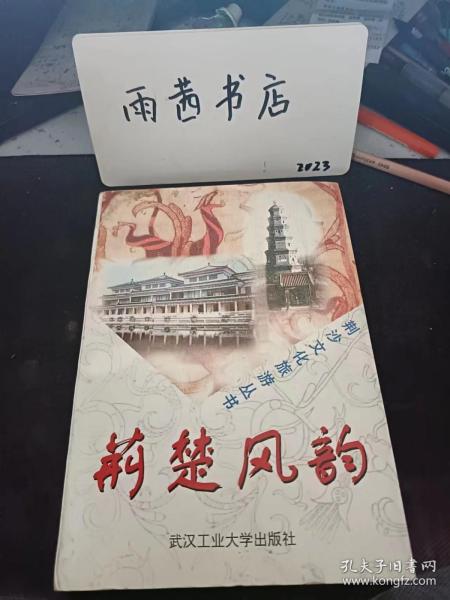 雨茜书店
2023
荆沙文化旅游丛书
荆楚风韵
武汉工业大学出版社
孔夫子旧书网
www.kongfz.com